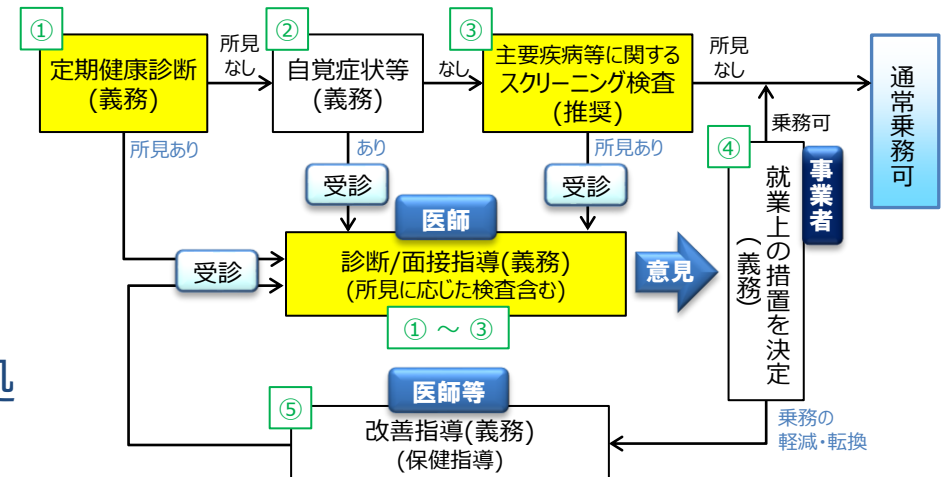 ①
定期健康診断
(義務)
所見
なし
②
自覚症状等
(義務)
なし
③
主要疾病等に関する
スクリーニング検査
(推奨)
所見
なし
通常乗務可
所見あり
あり
所見あり
乗務可
受診
受診
④
就業上の措置を決定
(義務)
事業者
医師
診断/面接指導(義務)
(所見に応じた検査含む)
① ～ ③
受診
意見
処
医師等
⑤
改善指導(義務)
(保健指導)
乗務の
軽減・転換